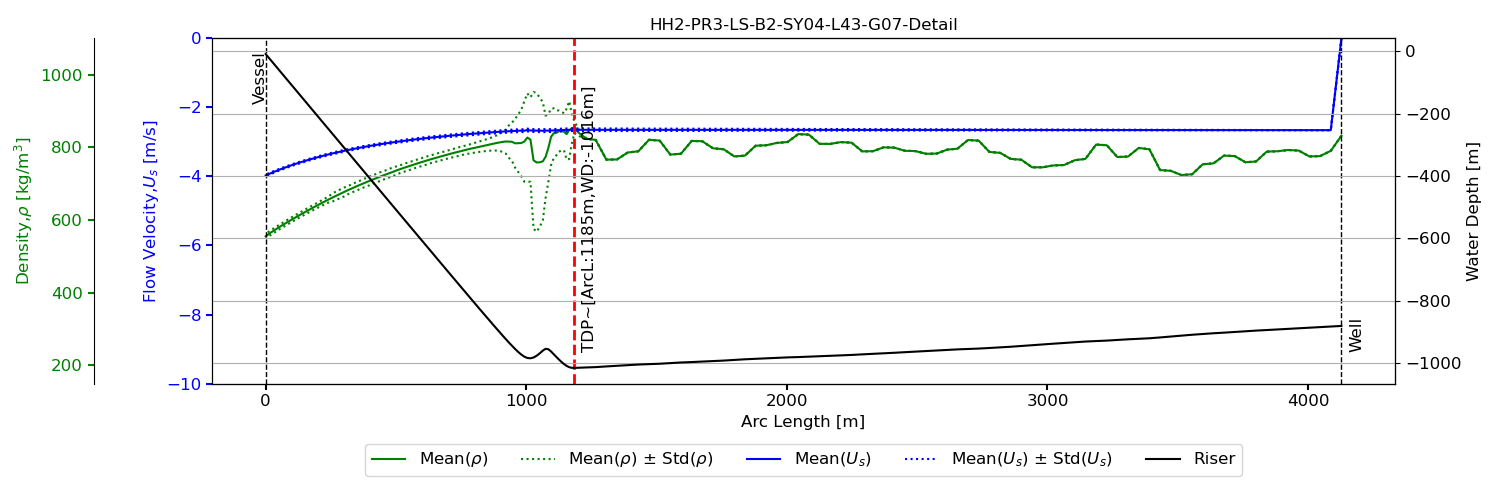 HH2-PR3-LS-B2-SY04-L43-G07-Detail
Density,ρ [kg/m³]
1000
800
600
400
200
Flow Velocity,Uₛ [m/s]
0
−2
−4
−6
−8
−10
Vessel
TDP~[ArcL:1185m,WD:-1016m]
Well
0
−200
−400
−600
−800
−1000
Water Depth [m]
0
1000
2000
3000
4000
Arc Length [m]
Mean(ρ) Mean(ρ) ± Std(ρ) Mean(Uₛ) Mean(Uₛ) ± Std(Uₛ) Riser